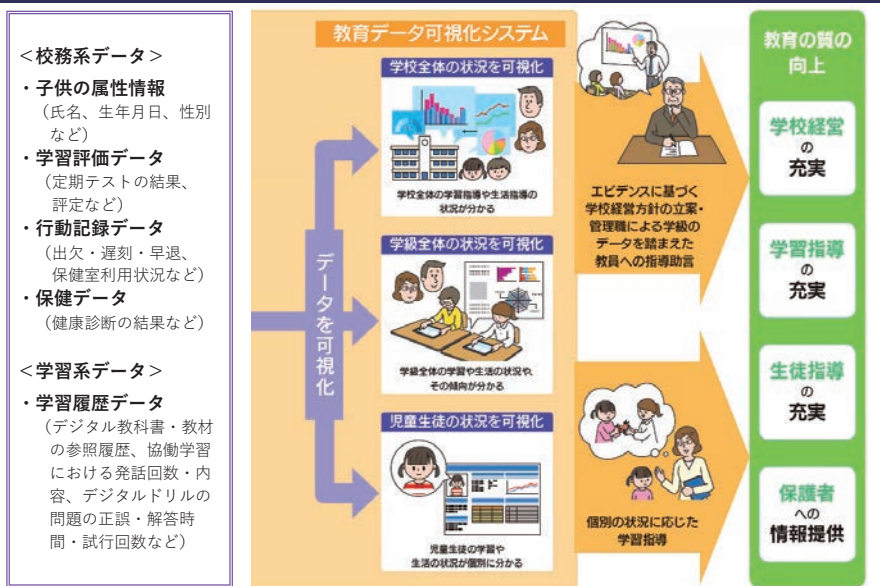 ＜校務系データ＞
・子供の属性情報
（氏名、生年月日、性別
など）
・学習評価データ
（定期テストの結果、
評定など）
・行動記録データ
（出欠・遅刻・早退、
保健室利用状況など）
・保健データ
（健康診断の結果など）
＜学習系データ＞
・学習履歴データ
（デジタル教科書・教材
の参照履歴、協働学習
における発話回数・内
容、デジタルドリルの
問題の正誤・解答時
間・試行回数など）
データを可視化
教育データ可視化システム
学校全体の状況を可視化
学校全体の学習指導や生活指導の
状況が分かる
学級全体の状況を可視化
学級全体の学習や生活の状況や、
その傾向が分かる
児童生徒の状況を可視化
児童生徒の学習や
生活の状況が個別に分かる
エビデンスに基づく
学校経営方針の立案・
管理職による学級の
データを踏まえた
教員への指導助言
個別の状況に応じた
学習指導
教育の質の
向上
学校経営
の
充実
学習指導
の
充実
生徒指導
の
充実
保護者
への
情報提供